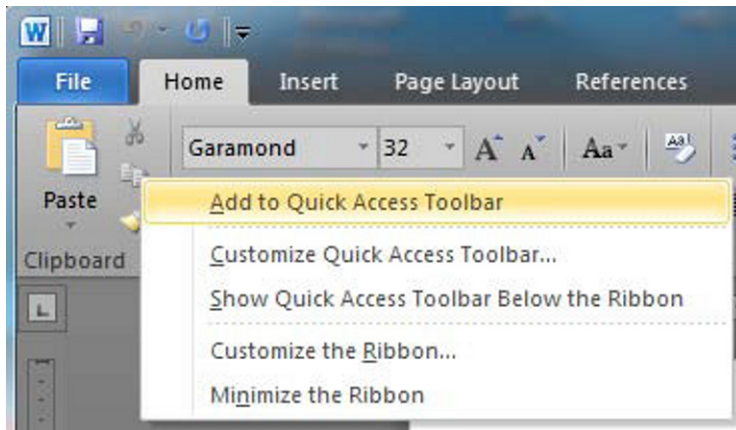 W
File Home Insert Page Layout References
Garamond 32 A A Aa Aa
Paste
Clipboard
Add to Quick Access Toolbar
Customize Quick Access Toolbar...
Show Quick Access Toolbar Below the Ribbon
Customize the Ribbon...
Minimize the Ribbon
L